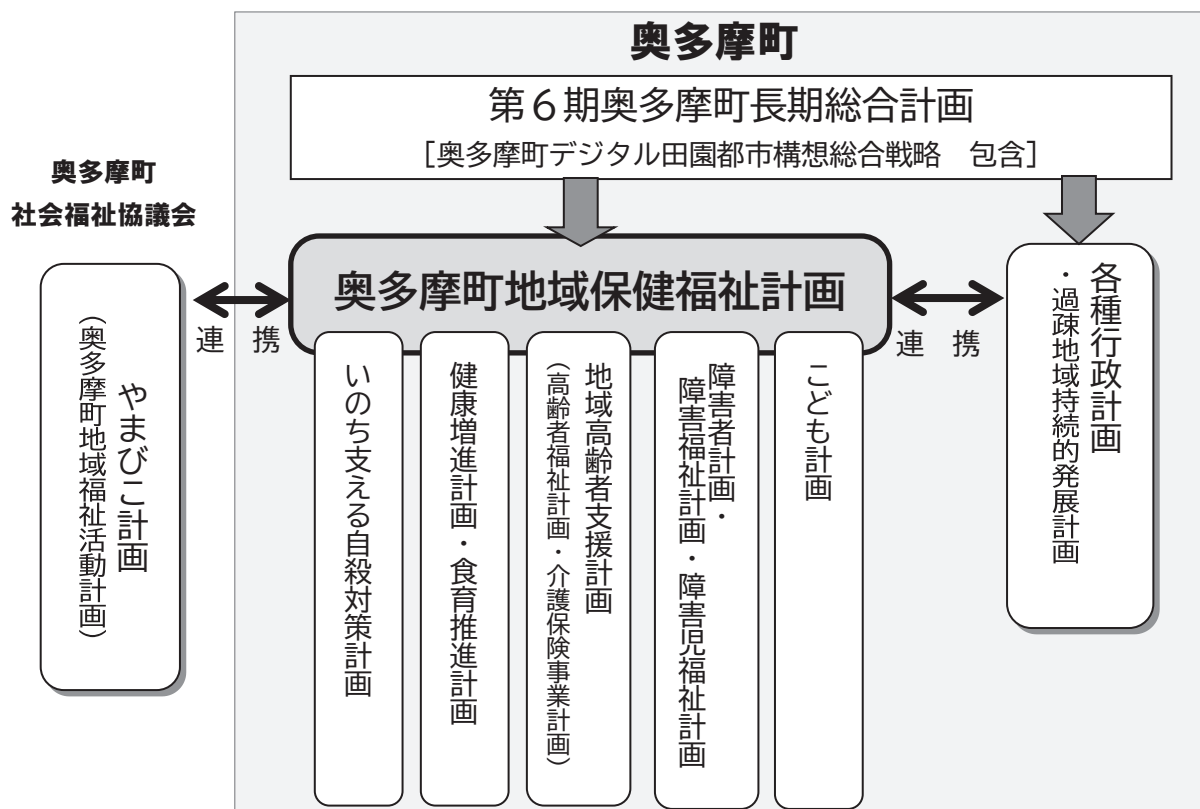 奥多摩町
第６期奥多摩町長期総合計画
［奥多摩町デジタル田園都市構想総合戦略　包含］
奥多摩町
社会福祉協議会
やまびこ計画
（奥多摩町地域福祉活動計画）
連　携
奥多摩町地域保健福祉計画
連　携
各種行政計画
・過疎地域持続的発展計画
こども計画
障害者計画・
障害福祉計画・障害児福祉計画
地域高齢者支援計画
（高齢者福祉計画・介護保険事業計画）
健康増進計画・食育推進計画
いのち支える自殺対策計画